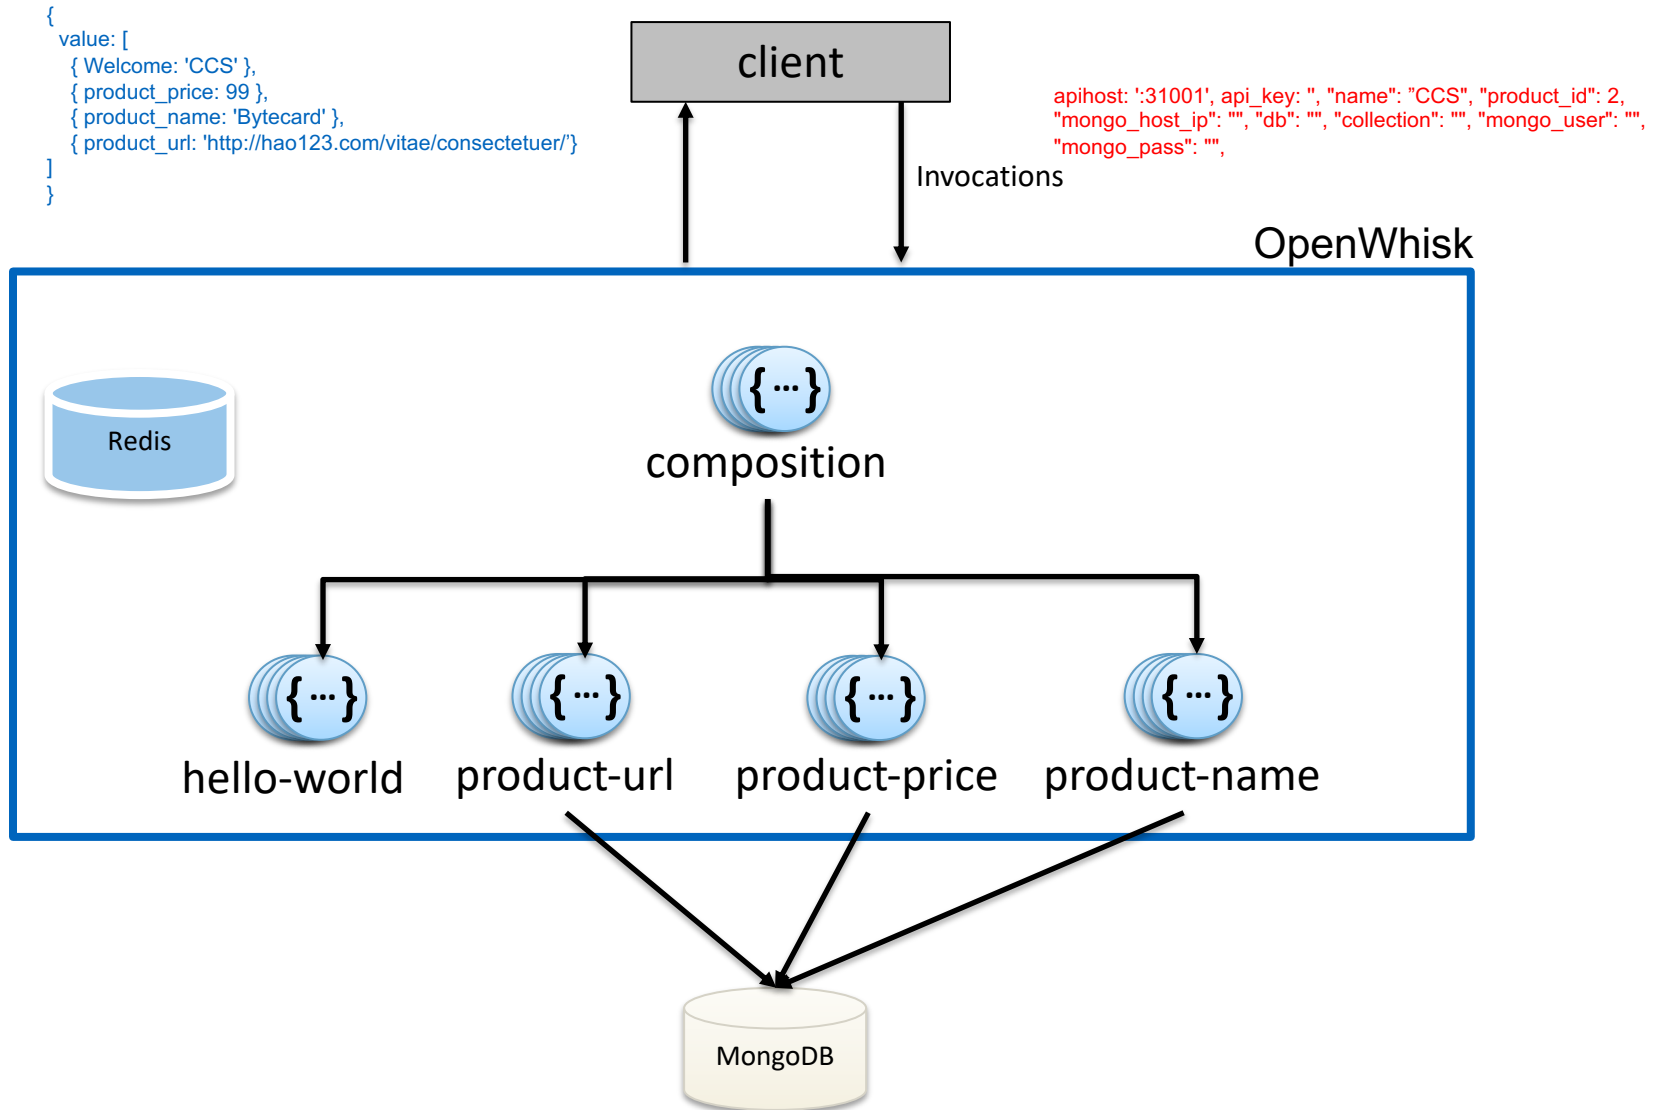 {
value: [
{ Welcome: 'CCS' },
{ product_price: 99 },
{ product_name: 'Bytecard' },
{ product_url: 'http://hao123.com/vitae/consectetuer/’}
]
}
client
apihost: ':31001', api_key: '', "name": ”CCS", "product_id": 2,
"mongo_host_ip": "", "db": "", "collection": "", "mongo_user": "",
"mongo_pass": "",
Invocations
OpenWhisk
{ ··· }
Redis
composition
{ ··· }
{ ··· }
{ ··· }
{ ··· }
hello-world
product-url
product-price
product-name
MongoDB